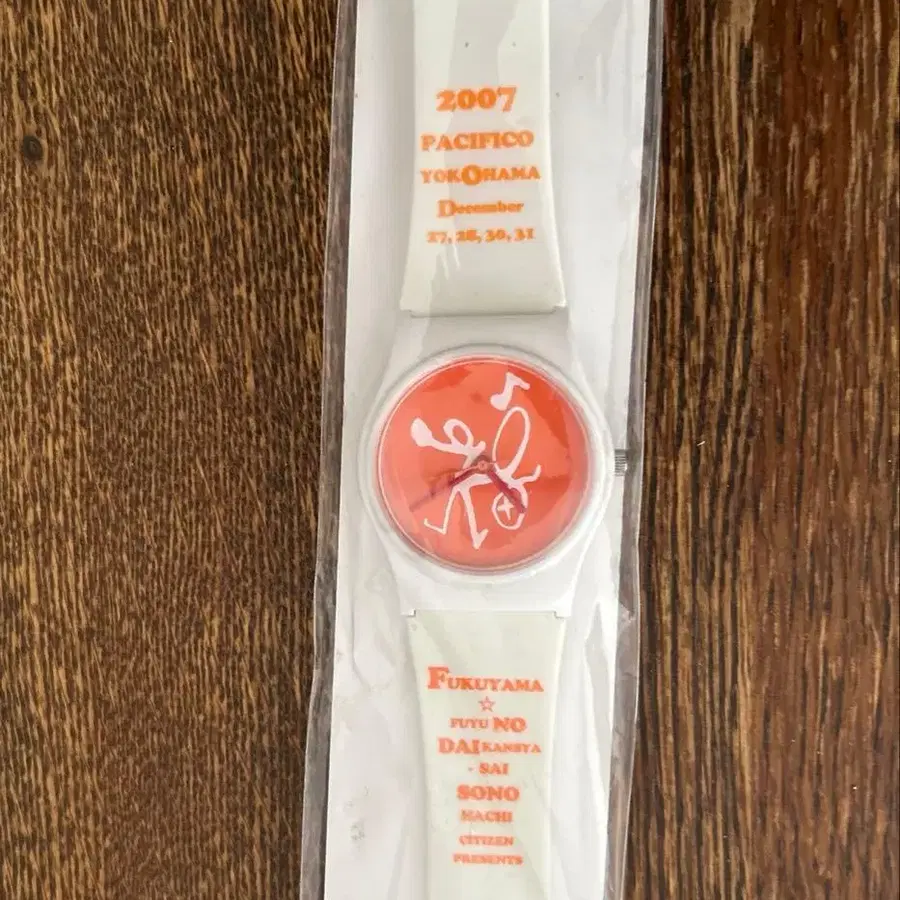 2007
PACIFICO
YOKOHAMA
December
27, 28, 30, 31
FUKUYAMA
☆
FUYU NO
DAI KANSYA
- SAI
SONO
HACHI
CITIZEN
PRESENTS